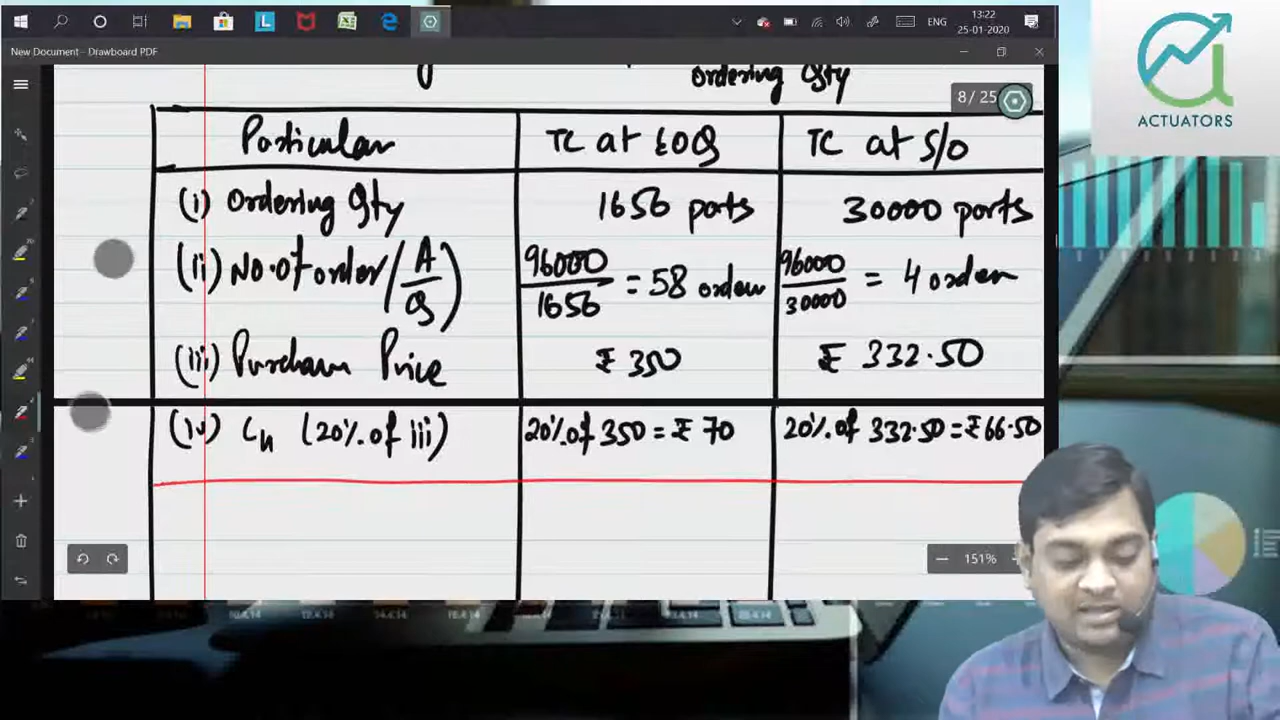 13:22
ENG
25-01-2020
New Document - Drawboard PDF
ordering Qty
8 / 25
ACTUATORS
Particular TC at EOQ TC at S/O
(i) Ordering Qty 1656 parts 30000 parts
(ii) No. of order (A/Q) 96000/1656 = 58 orders 96000/30000 = 4 orders
(iii) Purchase Price ₹ 350 ₹ 332.50
(iv) CH (20% of iii) 20% of 350 = ₹ 70 20% of 332.50 = ₹ 66.50
151%